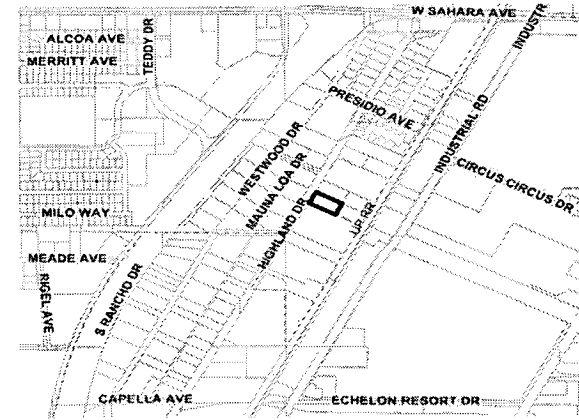 W SAHARA AVE
ALCOA AVE
MERRITT AVE
TEDDY DR
INDUSTR
PRESIDIO AVE
INDUSTRIAL RD
WESTWOOD DR
MAUNA LOA DR
HIGHLAND DR
CIRCUS CIRCUS DR
UP RR
MILO WAY
MEADE AVE
RIGEL AVE
S RANCHO DR
CAPELLA AVE
ECHELON RESORT DR